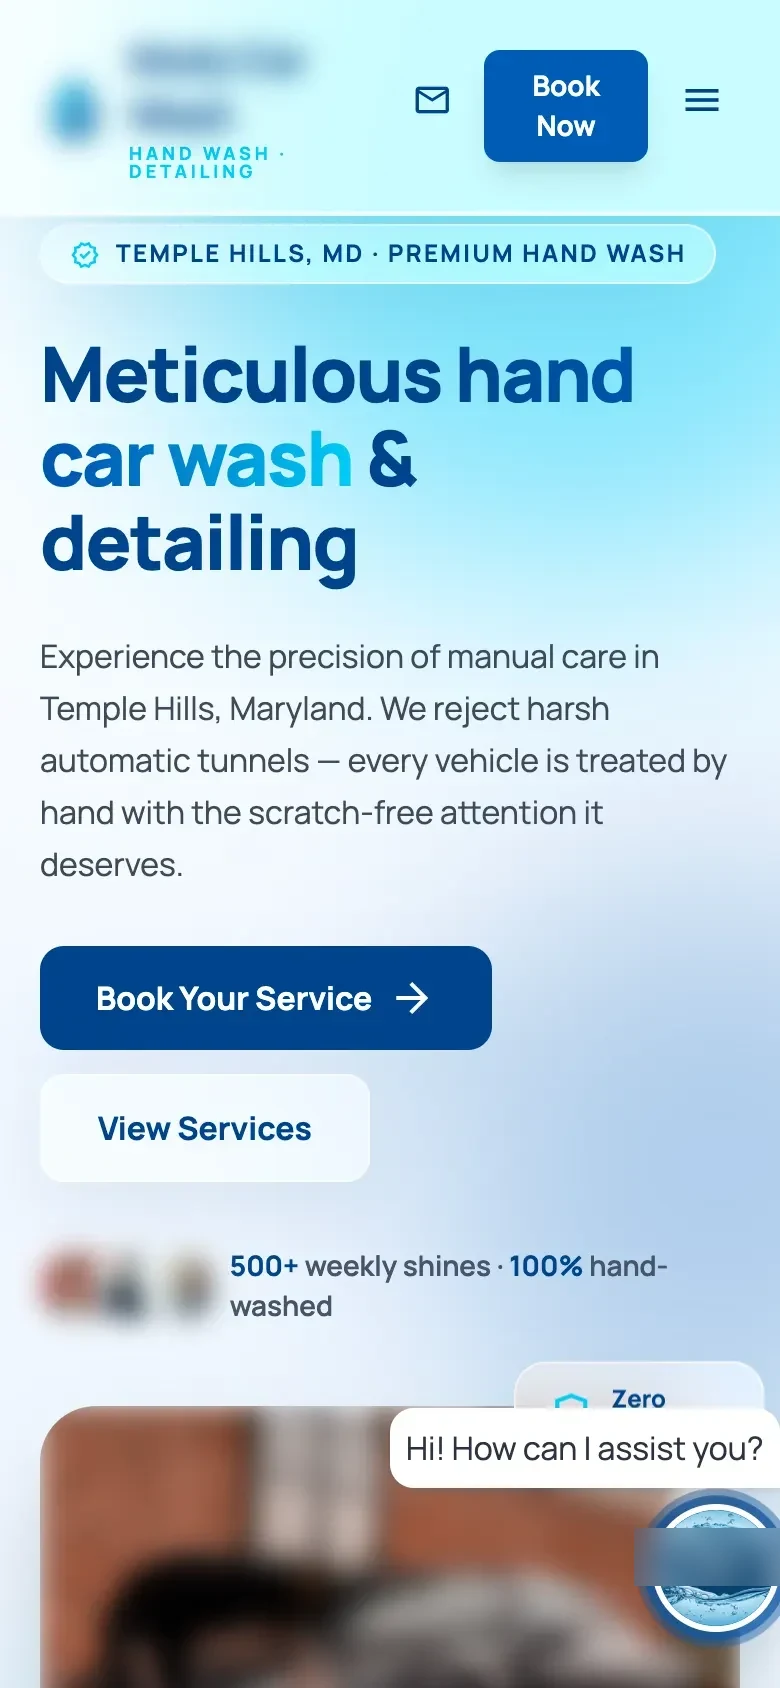 HAND WASH ·
DETAILING
Book
Now
TEMPLE HILLS, MD · PREMIUM HAND WASH
Meticulous hand
car wash &
detailing
Experience the precision of manual care in
Temple Hills, Maryland. We reject harsh
automatic tunnels — every vehicle is treated by
hand with the scratch-free attention it
deserves.
Book Your Service
View Services
500+ weekly shines · 100% hand-
washed
Zero
Hi! How can I assist you?